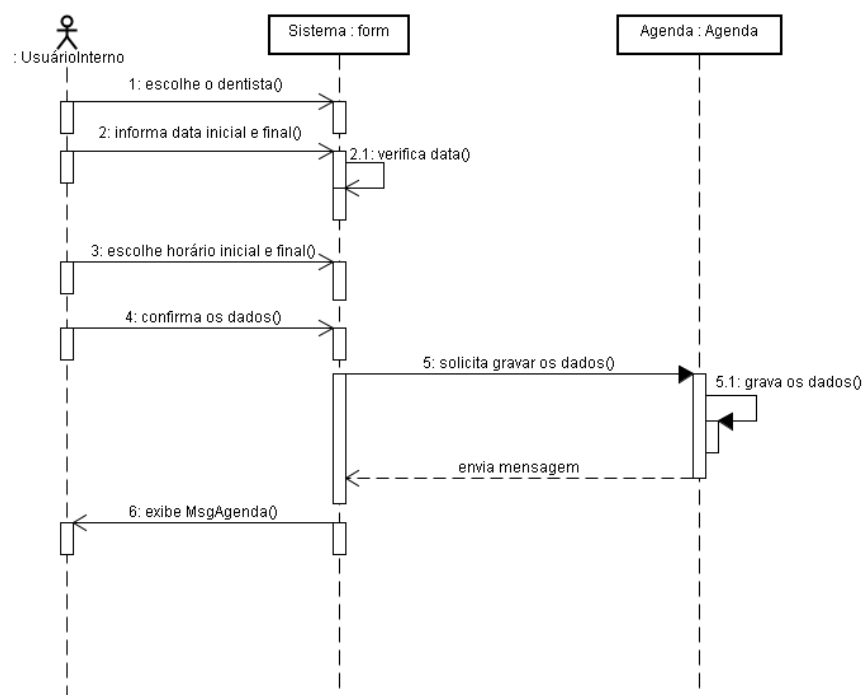 : UsuárioInterno
Sistema : form
Agenda : Agenda
1: escolhe o dentista()
2: informa data inicial e final()
2.1: verifica data()
3: escolhe horário inicial e final()
4: confirma os dados()
5: solicita gravar os dados()
5.1: grava os dados()
envia mensagem
6: exibe MsgAgenda()